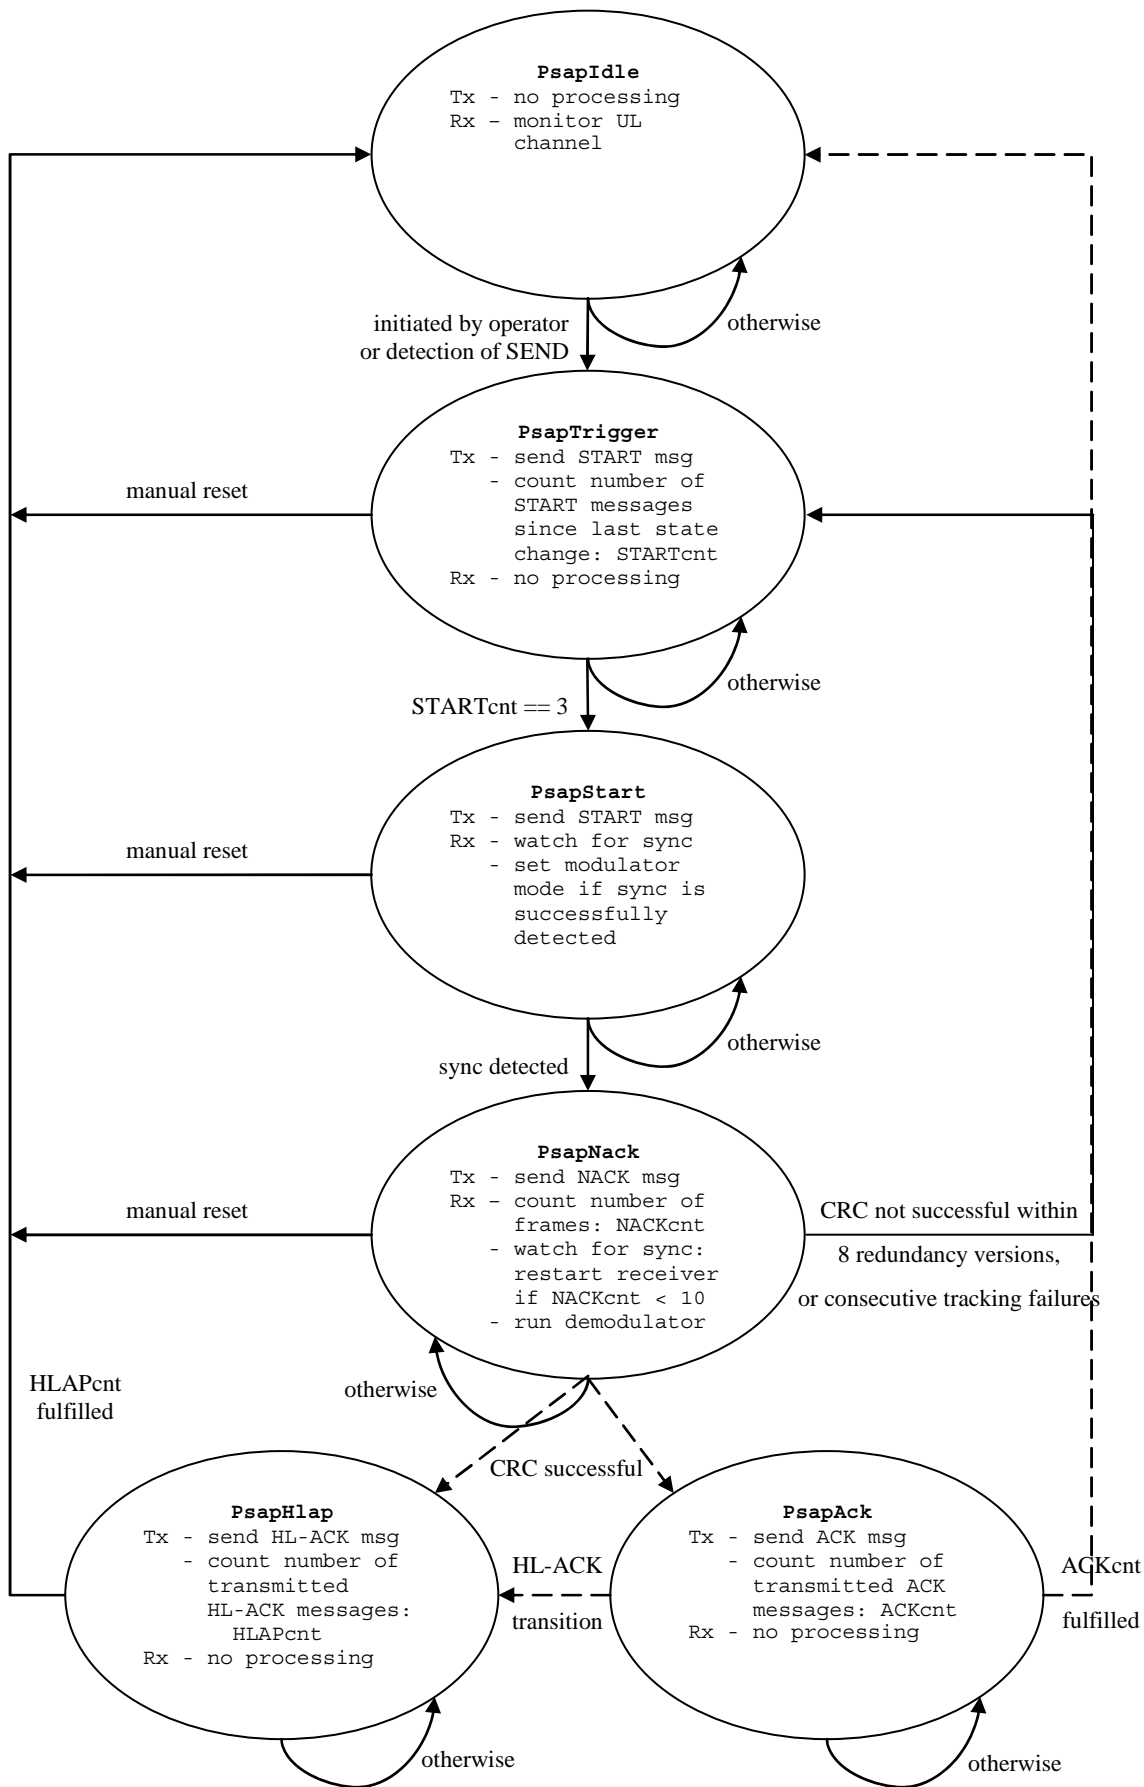 PsapIdle
Tx - no processing
Rx – monitor UL
channel
initiated by operator
or detection of SEND
otherwise
PsapTrigger
Tx - send START msg
- count number of
START messages
since last state
change: STARTcnt
Rx - no processing
manual reset
STARTcnt == 3
otherwise
PsapStart
Tx - send START msg
Rx - watch for sync
- set modulator
mode if sync is
successfully
detected
manual reset
sync detected
otherwise
PsapNack
Tx - send NACK msg
Rx – count number of
frames: NACKcnt
- watch for sync:
restart receiver
if NACKcnt < 10
- run demodulator
manual reset
CRC not successful within
8 redundancy versions,
or consecutive tracking failures
HLAPcnt
fulfilled
otherwise
CRC successful
PsapHlap
Tx - send HL-ACK msg
- count number of
transmitted
HL-ACK messages:
HLAPcnt
Rx - no processing
otherwise
HL-ACK
transition
PsapAck
Tx - send ACK msg
- count number of
transmitted ACK
messages: ACKcnt
Rx - no processing
otherwise
ACKcnt
fulfilled